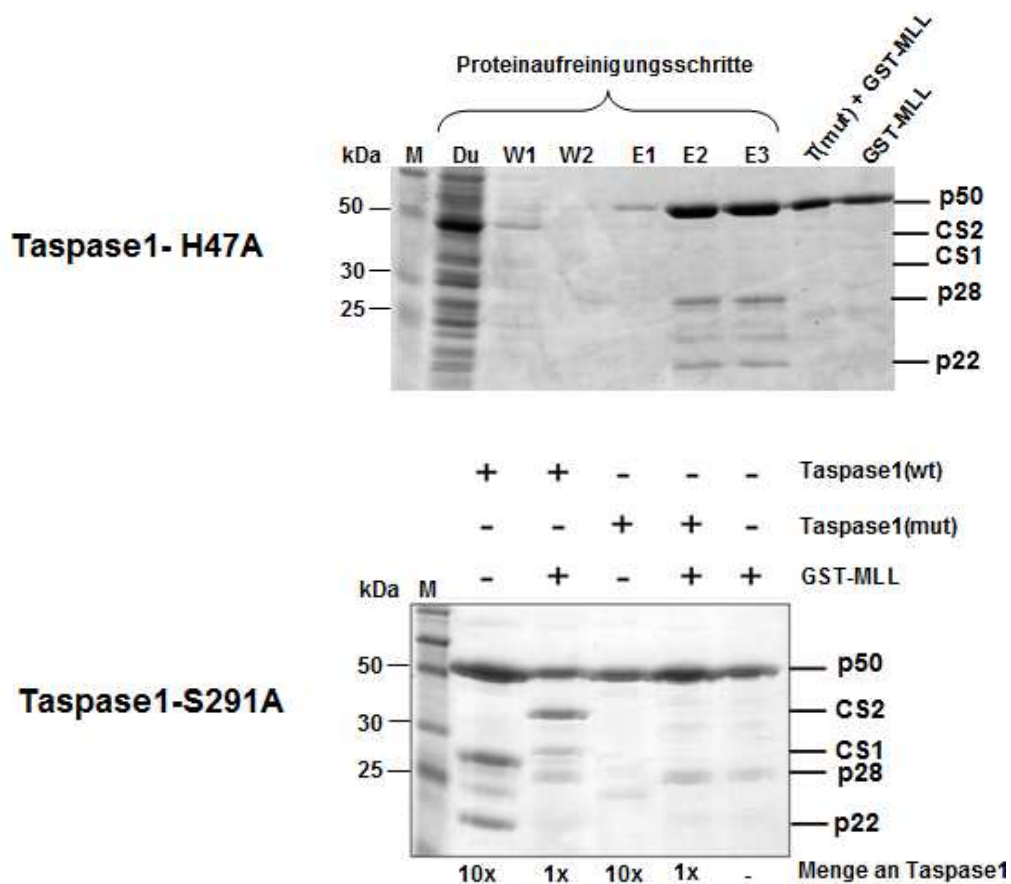 Proteinaufreinigungsschritte
kDa M Du W1 W2 E1 E2 E3 T(mut) + GST-MLL GST-MLL
50
30
25
p50
CS2
CS1
p28
p22
Taspase1- H47A
+ + - - - Taspase1(wt)
- - + + - Taspase1(mut)
- + - + + GST-MLL
kDa M
50
30
25
p50
CS2
CS1
p28
p22
Taspase1-S291A
10x 1x 10x 1x - Menge an Taspase1